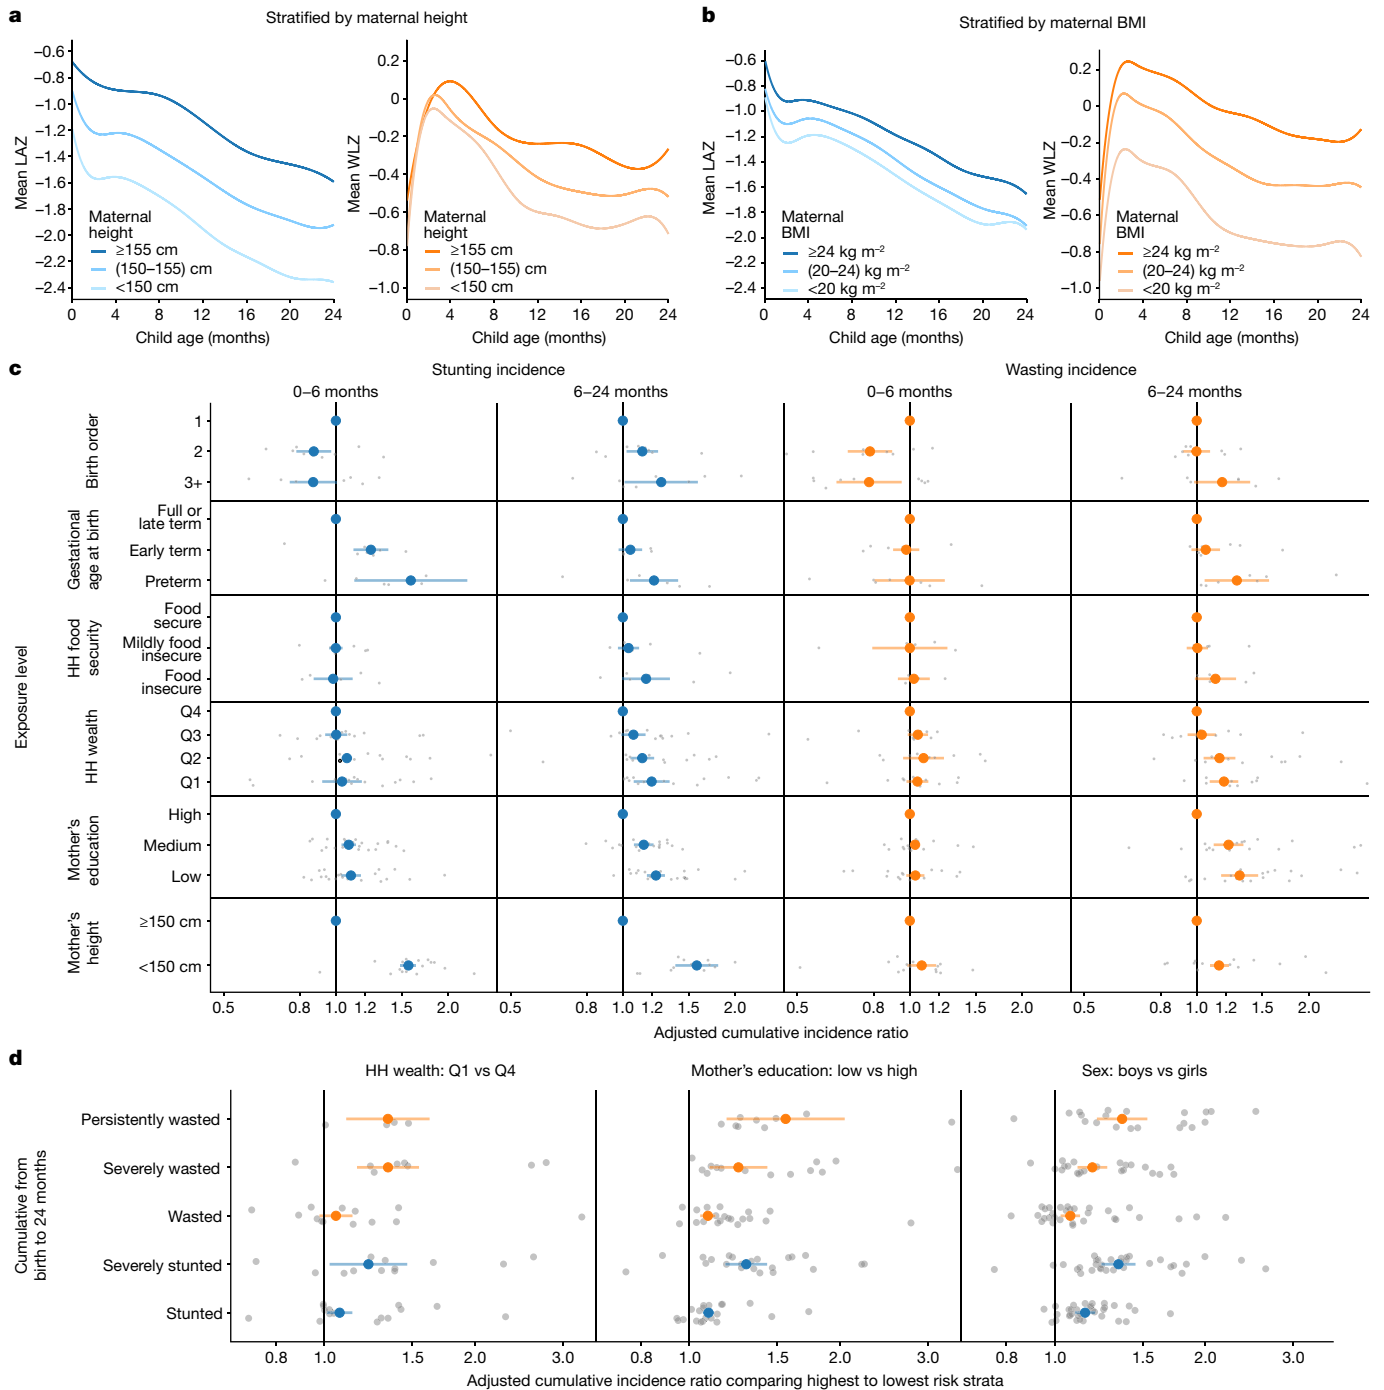 a
Stratified by maternal height
Mean LAZ
−0.6
−0.8
−1.0
−1.2
−1.4
−1.6
−1.8
−2.0
−2.2
−2.4
Maternal
height
≥155 cm
(150–155) cm
<150 cm
0 4 8 12 16 20 24
Child age (months)
Mean WLZ
0.2
0
−0.2
−0.4
−0.6
−0.8
−1.0
Maternal
height
≥155 cm
(150–155) cm
<150 cm
0 4 8 12 16 20 24
Child age (months)
b
Stratified by maternal BMI
Mean LAZ
−0.6
−0.8
−1.0
−1.2
−1.4
−1.6
−1.8
−2.0
−2.2
−2.4
Maternal
BMI
≥24 kg m⁻²
(20–24) kg m⁻²
<20 kg m⁻²
0 4 8 12 16 20 24
Child age (months)
Mean WLZ
0.2
0
−0.2
−0.4
−0.6
−0.8
−1.0
Maternal
BMI
≥24 kg m⁻²
(20–24) kg m⁻²
<20 kg m⁻²
0 4 8 12 16 20 24
Child age (months)
c
Stunting incidence
Wasting incidence
0–6 months
6–24 months
0–6 months
6–24 months
Exposure level
Birth order
1
2
3+
Gestational
age at birth
Full or
late term
Early term
Preterm
HH food
security
Food
secure
Mildly food
insecure
Food
insecure
HH wealth
Q4
Q3
Q2
Q1
Mother's
education
High
Medium
Low
Mother's
height
≥150 cm
<150 cm
0.5 0.8 1.0 1.2 1.5 2.0
0.5 0.8 1.0 1.2 1.5 2.0
0.5 0.8 1.0 1.2 1.5 2.0
0.5 0.8 1.0 1.2 1.5 2.0
Adjusted cumulative incidence ratio
d
HH wealth: Q1 vs Q4
Mother's education: low vs high
Sex: boys vs girls
Cumulative from
birth to 24 months
Persistently wasted
Severely wasted
Wasted
Severely stunted
Stunted
0.8 1.0 1.5 2.0 3.0
0.8 1.0 1.5 2.0 3.0
0.8 1.0 1.5 2.0 3.0
Adjusted cumulative incidence ratio comparing highest to lowest risk strata